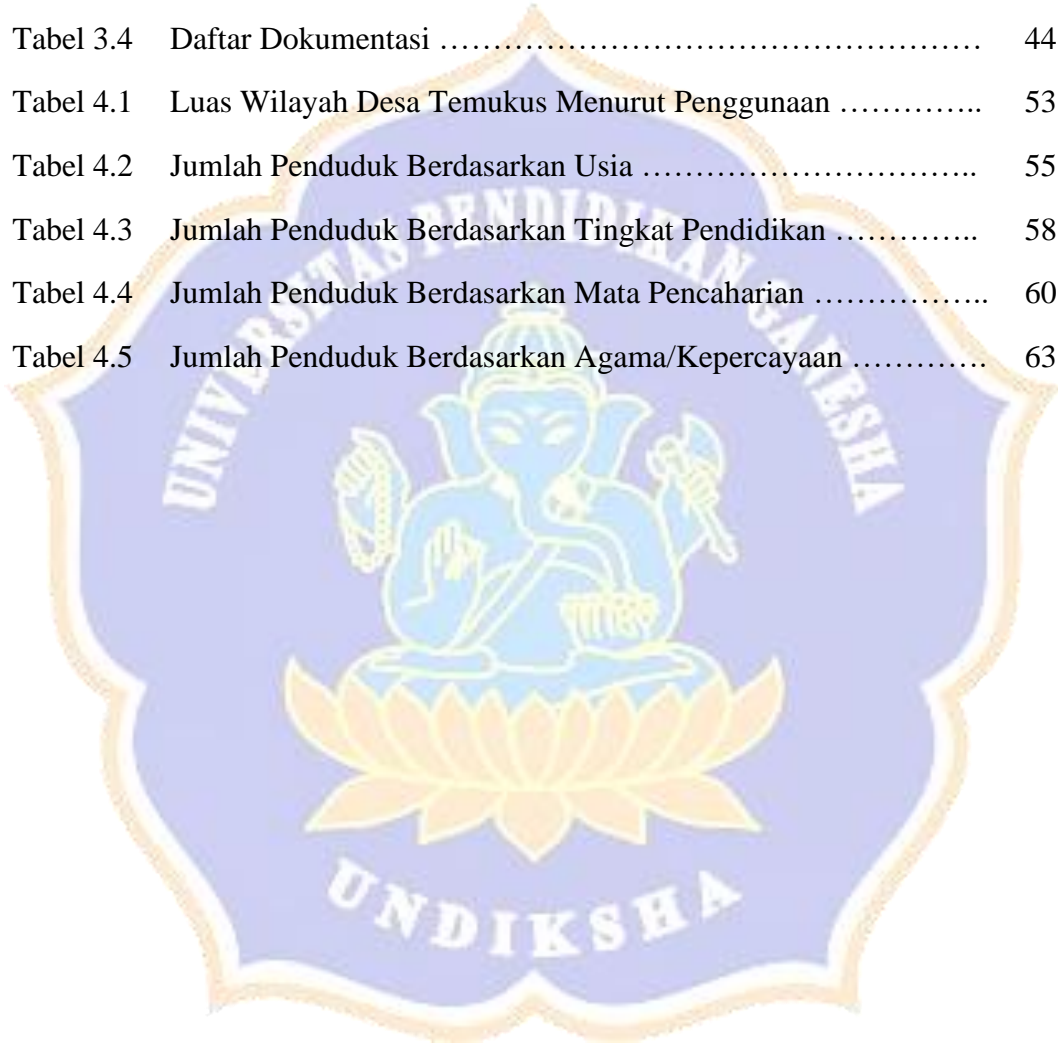 Tabel 3.4 Daftar Dokumentasi …………………………………………… 44
Tabel 4.1 Luas Wilayah Desa Temukus Menurut Penggunaan ………….. 53
Tabel 4.2 Jumlah Penduduk Berdasarkan Usia ………………………….. 55
Tabel 4.3 Jumlah Penduduk Berdasarkan Tingkat Pendidikan ………….. 58
Tabel 4.4 Jumlah Penduduk Berdasarkan Mata Pencaharian …………….. 60
Tabel 4.5 Jumlah Penduduk Berdasarkan Agama/Kepercayaan …………. 63
UNIVERSITAS PENDIDIKAN GANESHA
UNDIKSHA